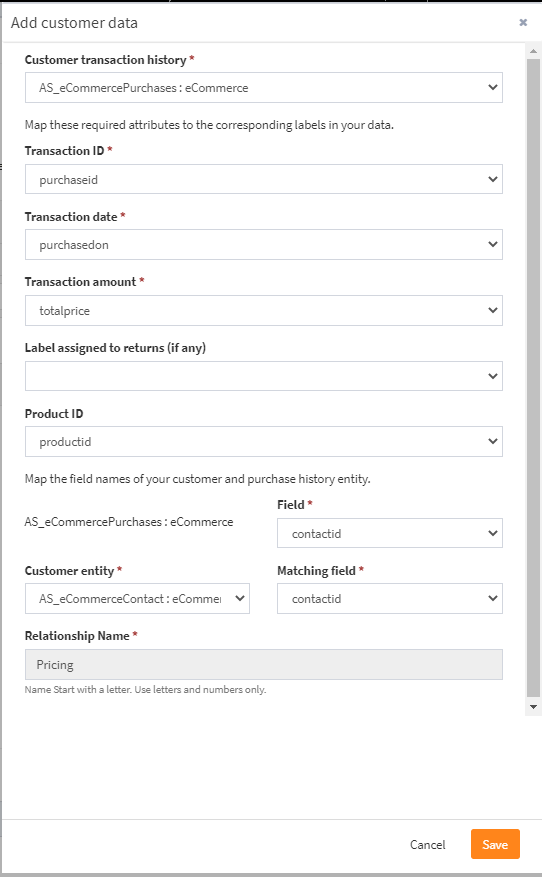 Add customer data ×
Customer transaction history *
AS_eCommercePurchases : eCommerce
Map these required attributes to the corresponding labels in your data.
Transaction ID *
purchaseid
Transaction date *
purchasedon
Transaction amount *
totalprice
Label assigned to returns (if any)
Product ID
productid
Map the field names of your customer and purchase history entity.
Field *
AS_eCommercePurchases : eCommerce
contactid
Customer entity * Matching field *
AS_eCommerceContact : eCommer contactid
Relationship Name *
Pricing
Name Start with a letter. Use letters and numbers only.
Cancel Save